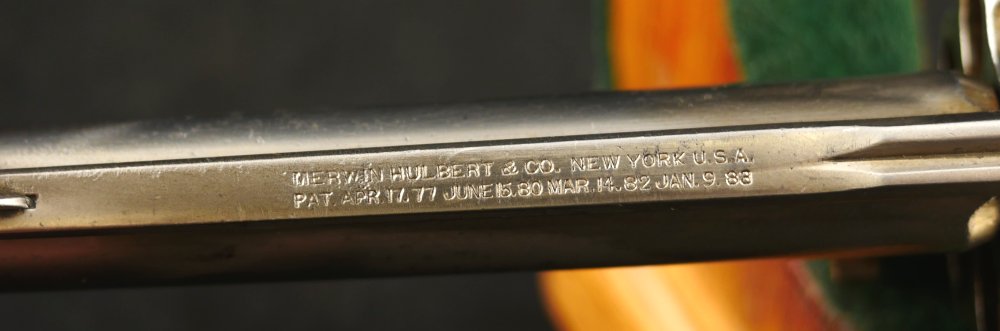 MERWIN HULBERT & CO. NEW YORK U.S.A.
PAT. APR. 17. 77 JUNE 15. 80 MAR. 14. 82 JAN. 9. 83